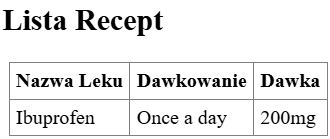 Lista Recept
Nazwa Leku Dawkowanie Dawka
Ibuprofen Once a day 200mg